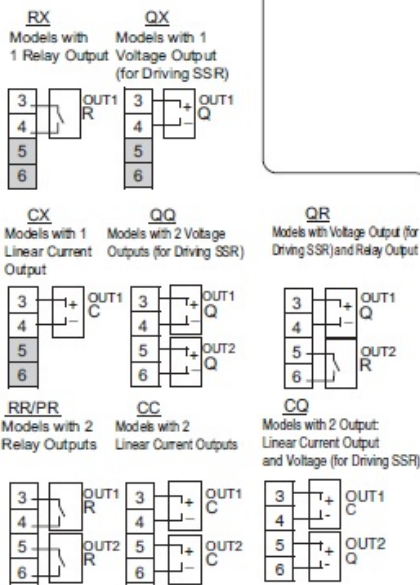 RX
Models with
1 Relay Output
QX
Models with 1
Voltage Output
(for Driving SSR)
3
4
5
6
OUT1
R
3
4
5
6
+
-
OUT1
Q
CX
Models with 1
Linear Current
Output
QQ
Models with 2 Voltage
Outputs (for Driving SSR)
QR
Models with Voltage Output (for
Driving SSR) and Relay Output
3
4
5
6
+
-
OUT1
C
3
4
5
6
+
-
OUT1
Q
+
-
OUT2
Q
3
4
5
6
+
-
OUT1
Q
OUT2
R
RR/PR
Models with 2
Relay Outputs
CC
Models with 2
Linear Current Outputs
CQ
Models with 2 Output:
Linear Current Output
and Voltage (for Driving SSR)
3
4
5
6
OUT1
R
OUT2
R
3
4
5
6
+
-
OUT1
C
+
-
OUT2
C
3
4
5
6
+
-
OUT1
C
+
-
OUT2
Q